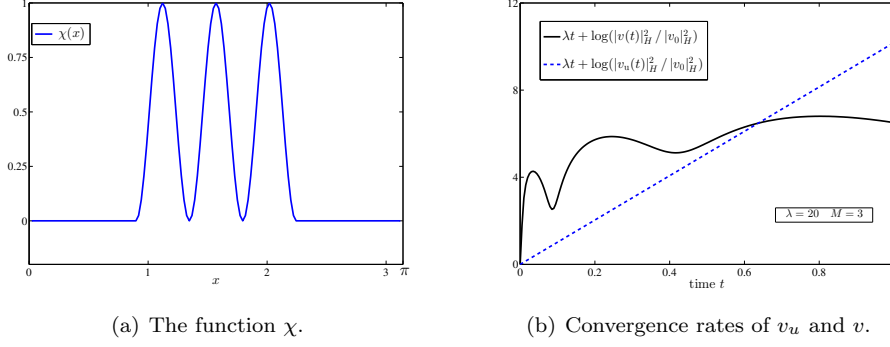 1
0.75
0.5
0.25
0
χ(x)
0
1
2
3
π
x
(a) The function χ.
12
8
4
0
λt + log(|v(t)|²_H / |v₀|²_H)
λt + log(|v_u(t)|²_H / |v₀|²_H)
λ = 20 M = 3
0
0.2
0.4
0.6
0.8
time t
(b) Convergence rates of v_u and v.